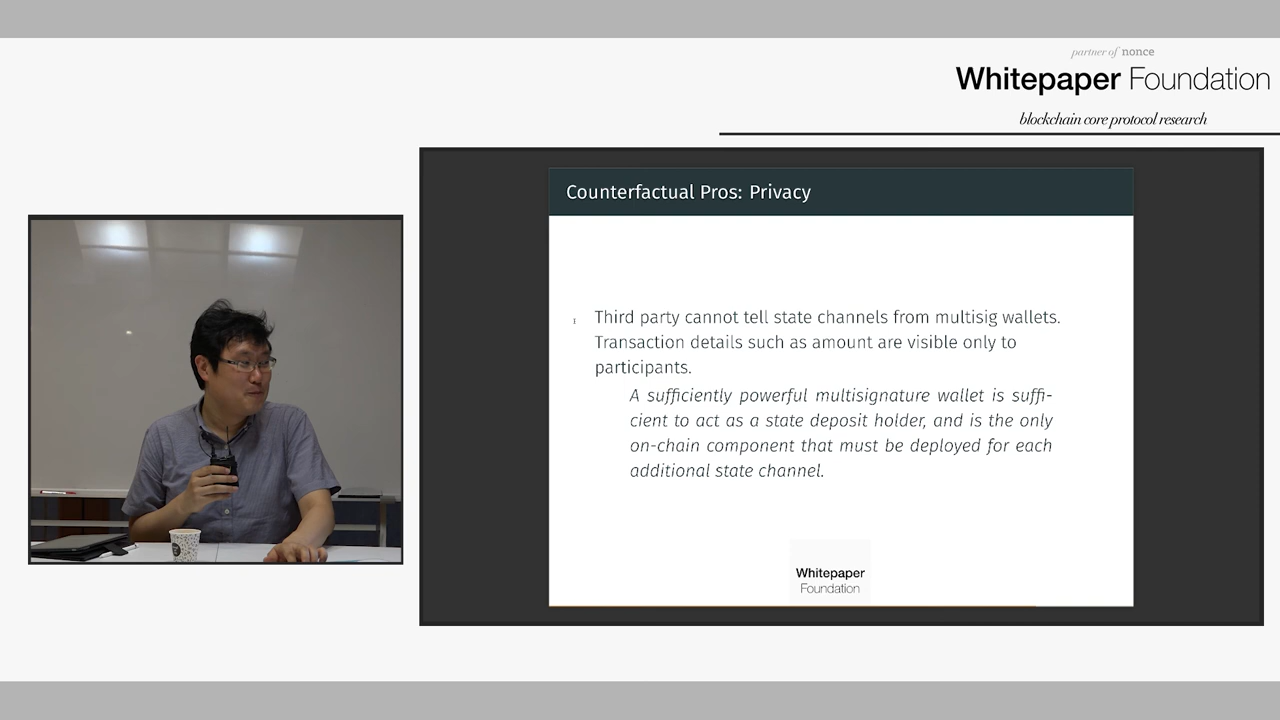 partner of nonce
Whitepaper Foundation
blockchain core protocol research
Counterfactual Pros: Privacy
Third party cannot tell state channels from multisig wallets.
Transaction details such as amount are visible only to
participants.
A sufficiently powerful multisignature wallet is suffi-
cient to act as a state deposit holder, and is the only
on-chain component that must be deployed for each
additional state channel.
Whitepaper
Foundation